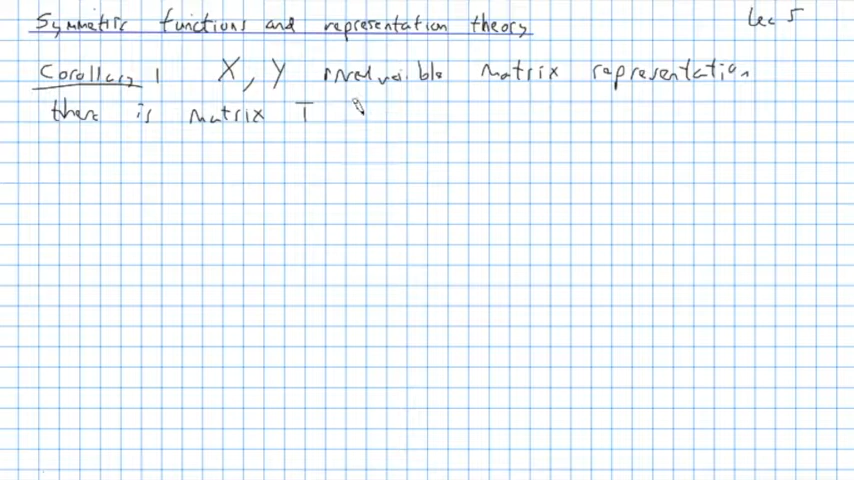 Symmetric functions and representation theory
Lec 5
Corollary 1 X, Y irreducible matrix representation
there is matrix T